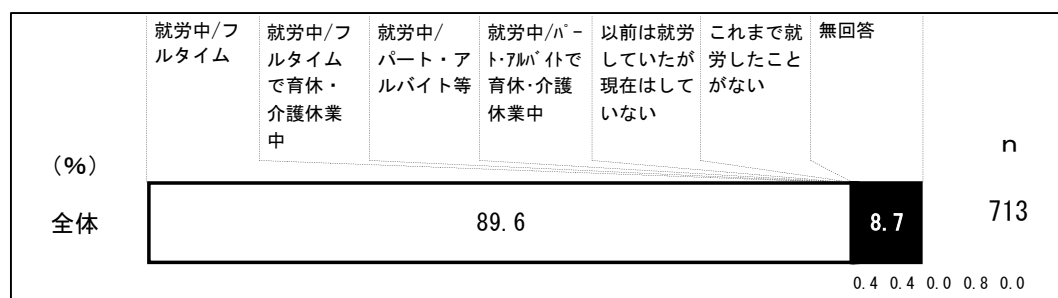 就労中/フ
ルタイム
就労中/フ
ルタイム
で育休・
介護休業
中
就労中/
パート・ア
ルバイト等
就労中/ﾊﾟｰ
ﾄ･ｱﾙﾊﾞｲﾄで
育休･介護
休業中
以前は就労
していたが
現在はして
いない
これまで就
労したこと
がない
無回答
(%)
n
全体
89.6
8.7
713
0.4 0.4 0.0 0.8 0.0